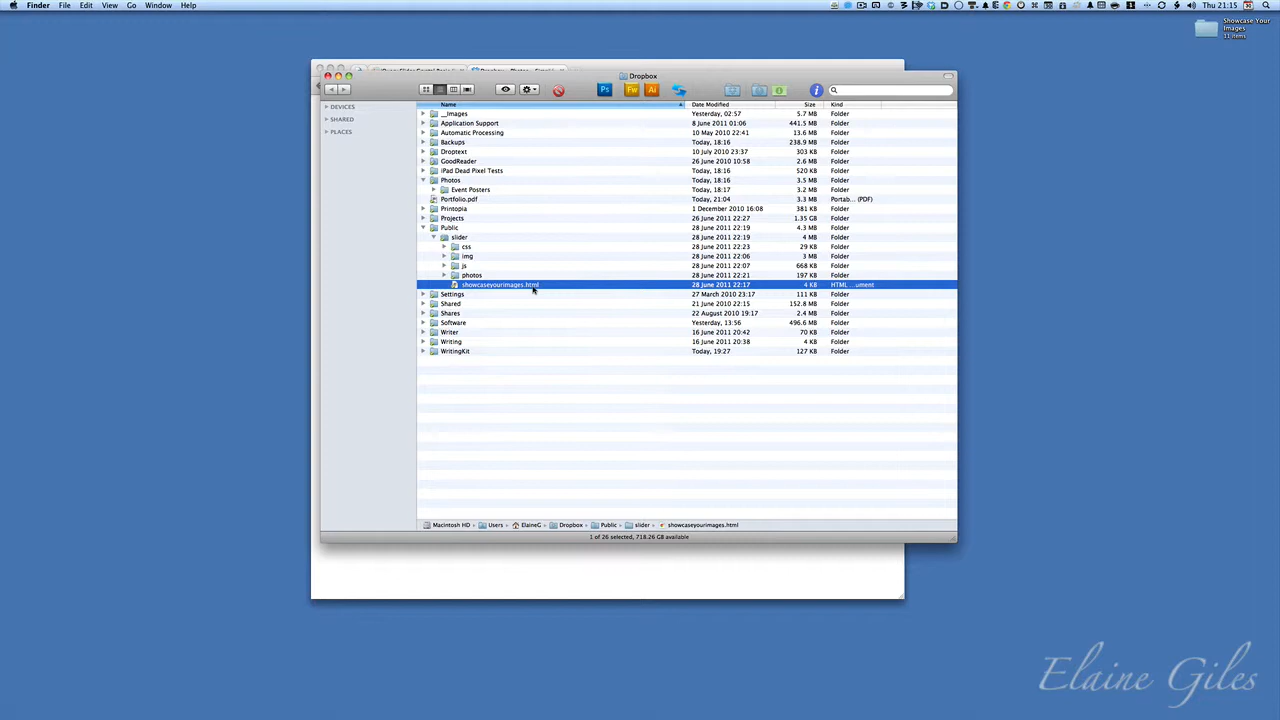 Finder File Edit View Go Window Help
Thu 21:15
Showcase Your
Images
11 items
Dropbox
Ps Fw Ai
DEVICES
SHARED
PLACES
Name Date Modified Size Kind
__Images Yesterday, 02:57 5.7 MB Folder
Application Support 8 June 2011 01:06 441.5 MB Folder
Automatic Processing 10 May 2010 22:41 13.6 MB Folder
Backups Today, 18:16 238.9 MB Folder
Droptext 10 July 2010 23:37 303 KB Folder
GoodReader 26 June 2010 10:58 2.6 MB Folder
iPad Dead Pixel Tests Today, 18:16 520 KB Folder
Photos Today, 18:16 3.5 MB Folder
Event Posters Today, 18:17 3.2 MB Folder
Portfolio.pdf Today, 21:04 3.3 MB Portab... (PDF)
Printopia 1 December 2010 16:08 381 KB Folder
Projects 26 June 2011 22:27 1.35 GB Folder
Public 28 June 2011 22:19 4.3 MB Folder
slider 28 June 2011 22:19 4 MB Folder
css 28 June 2011 22:23 29 KB Folder
img 28 June 2011 22:06 3 MB Folder
js 28 June 2011 22:07 668 KB Folder
photos 28 June 2011 22:21 197 KB Folder
showcaseyourimages.html 28 June 2011 22:17 4 KB HTML ...ument
Settings 27 March 2010 23:17 111 KB Folder
Shared 21 June 2010 22:15 152.8 MB Folder
Shares 22 August 2010 19:17 2.4 MB Folder
Software Yesterday, 13:56 496.6 MB Folder
Writer 16 June 2011 20:42 70 KB Folder
Writing 16 June 2011 20:38 4 KB Folder
WritingKit Today, 19:27 127 KB Folder
Macintosh HD Users ElaineG Dropbox Public slider showcaseyourimages.html
1 of 26 selected, 718.26 GB available
Elaine Giles